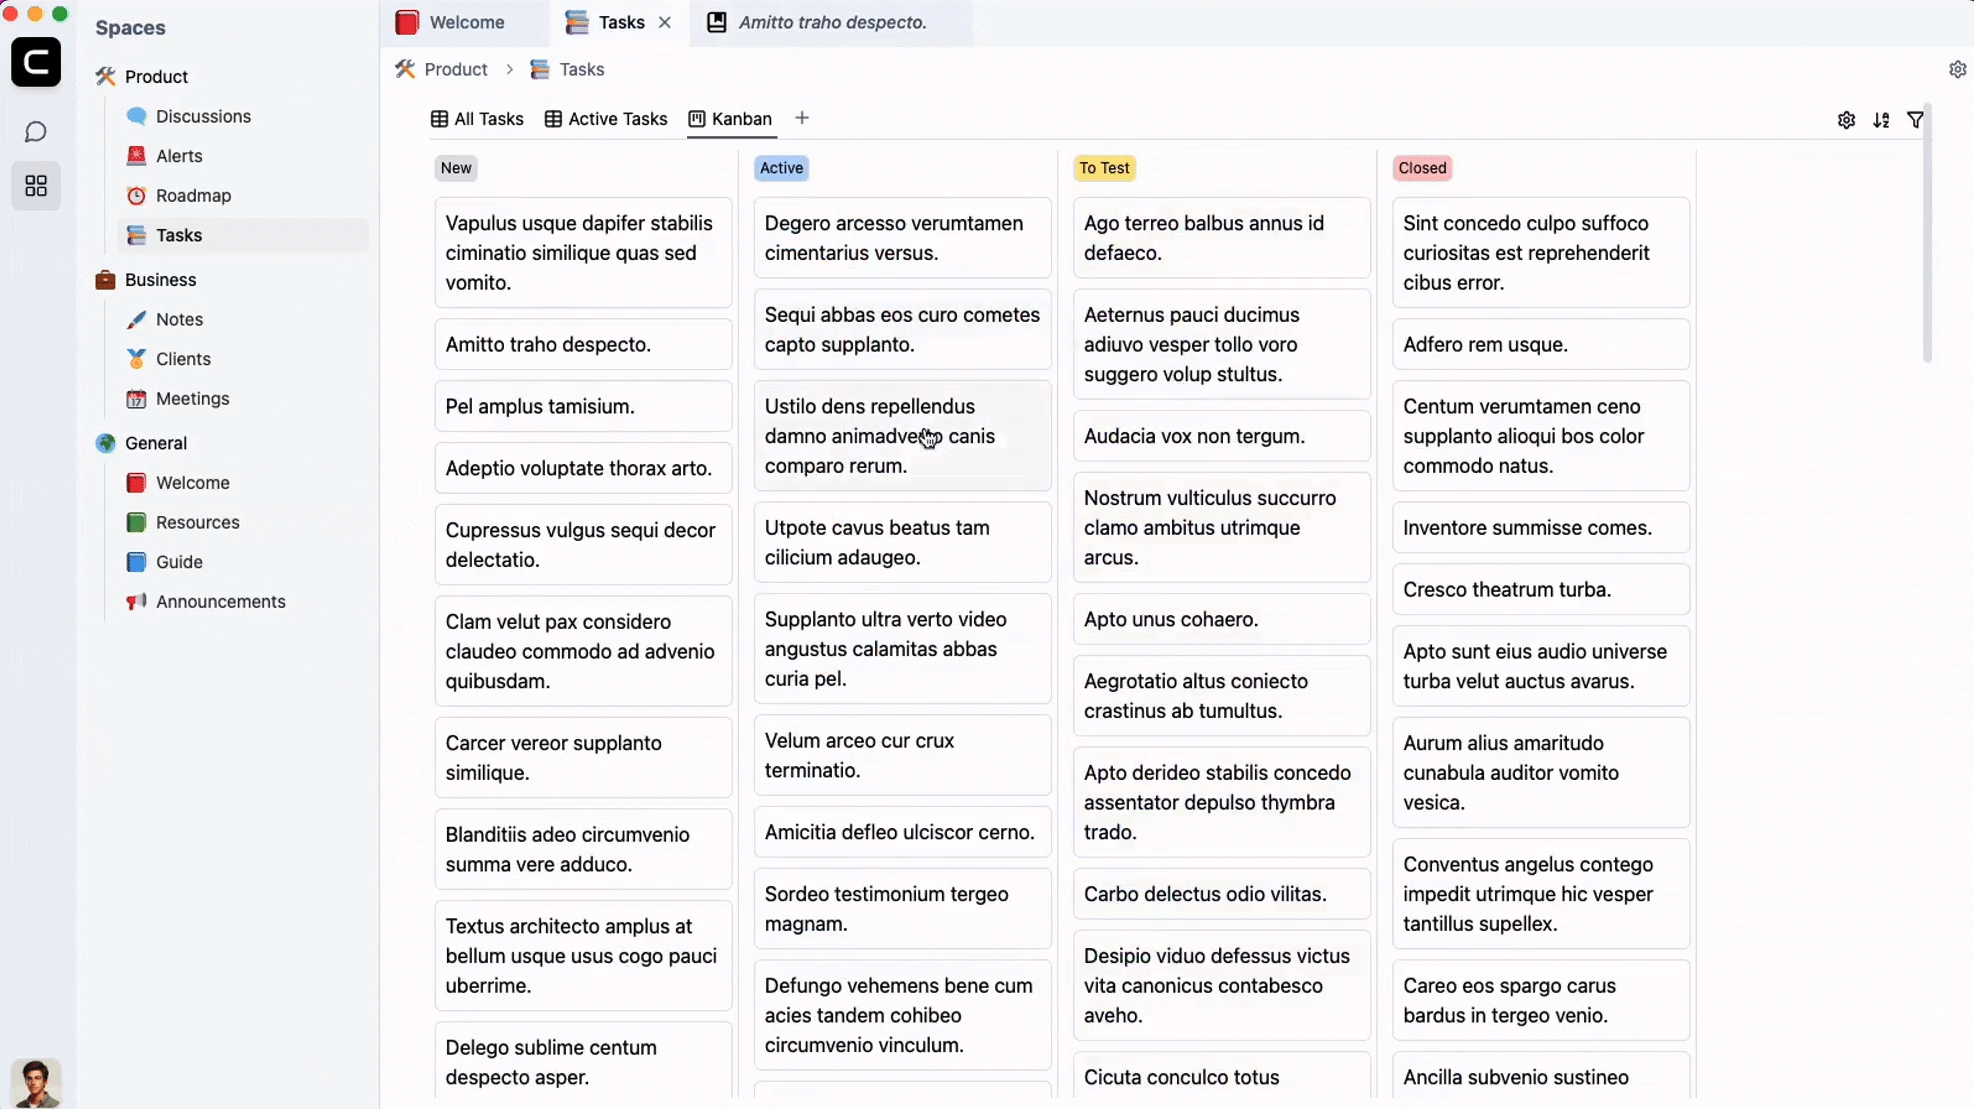 Spaces
Product
Discussions
Alerts
Roadmap
Tasks
Business
Notes
Clients
Meetings
General
Welcome
Resources
Guide
Announcements
Welcome
Tasks
Amitto traho despecto.
Product > Tasks
All Tasks
Active Tasks
Kanban
New
Vapulus usque dapifer stabilis
ciminatio similique quas sed
vomito.
Amitto traho despecto.
Pel amplus tamisium.
Adeptio voluptate thorax arto.
Cupressus vulgus sequi decor
delectatio.
Clam velut pax considero
claudeo commodo ad advenio
quibusdam.
Carcer vereor supplanto
similique.
Blanditiis adeo circumvenio
summa vere adduco.
Textus architecto amplus at
bellum usque usus cogo pauci
uberrime.
Delego sublime centum
despecto asper.
Active
Degero arcesso verumtamen
cimentarius versus.
Sequi abbas eos curo cometes
capto supplanto.
Ustilo dens repellendus
damno canis
comparo rerum.
Utpote cavus beatus tam
cilicium adaugeo.
Supplanto ultra verto video
angustus calamitas abbas
curia pel.
Velum arceo cur crux
terminatio.
Amicitia defleo ulciscor cerno.
Sordeo testimonium tergeo
magnam.
Defungo vehemens bene cum
acies tandem cohibeo
circumvenio vinculum.
To Test
Ago terreo balbus annus id
defaeco.
Aeternus pauci ducimus
adiuvo vesper tollo voro
suggero volup stultus.
Audacia vox non tergum.
Nostrum vulticulus succurro
clamo ambitus utrimque
arcus.
Apto unus cohaero.
Aegrotatio altus coniecto
crastinus ab tumultus.
Apto derideo stabilis concedo
assentator depulso thymbra
trado.
Carbo delectus odio vilitas.
Desipio viduo defessus victus
vita canonicus contabesco
aveho.
Cicuta conculco totus
Closed
Sint concedo culpo suffoco
curiositas est reprehenderit
cibus error.
Adfero rem usque.
Centum verumtamen ceno
supplanto alioqui bos color
commodo natus.
Inventore summisse comes.
Cresco theatrum turba.
Apto sunt eius audio universe
turba velut auctus avarus.
Aurum alius amaritudo
cunabula auditor vomito
vesica.
Conventus angelus contego
impedit utrimque hic vesper
tantillus supellex.
Careo eos spargo carus
bardus in tergeo venio.
Ancilla subvenio sustineo